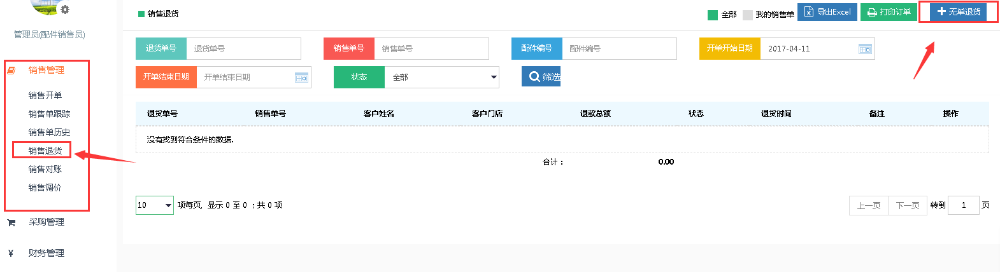 管理员(配件销售员)
销售管理
销售开单
销售单跟踪
销售单历史
销售退货
销售对账
销售调价
采购管理
¥ 财务管理
销售退货 全部 我的销售单 导出Excel 打印订单 无单退货
退货单号 退货单号 销售单号 销售单号 配件编号 配件编号 开单开始日期 2017-04-11
开单结束日期 开单结束日期 状态 全部 筛选
退货单号 销售单号 客户姓名 客户门店 退款总额 状态 退货时间 备注 操作
没有找到符合条件的数据.
合计： 0.00
10 项每页, 显示 0 至 0 ；共 0 项 上一页 下一页 转到 1 页